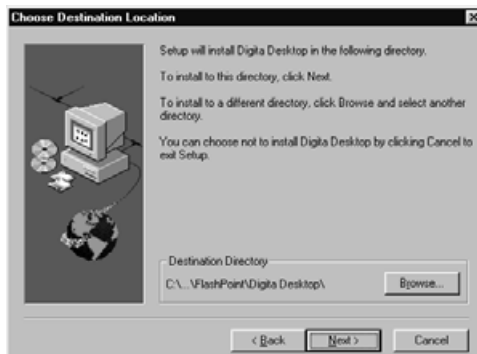 Choose Destination Location
Setup will install Digita Desktop in the following directory.
To install to this directory, click Next.
To install to a different directory, click Browse and select another
directory.
You can choose not to install Digita Desktop by clicking Cancel to
exit Setup.
Destination Directory
C:\...\FlashPoint\Digita Desktop\
Browse...
< Back
Next >
Cancel